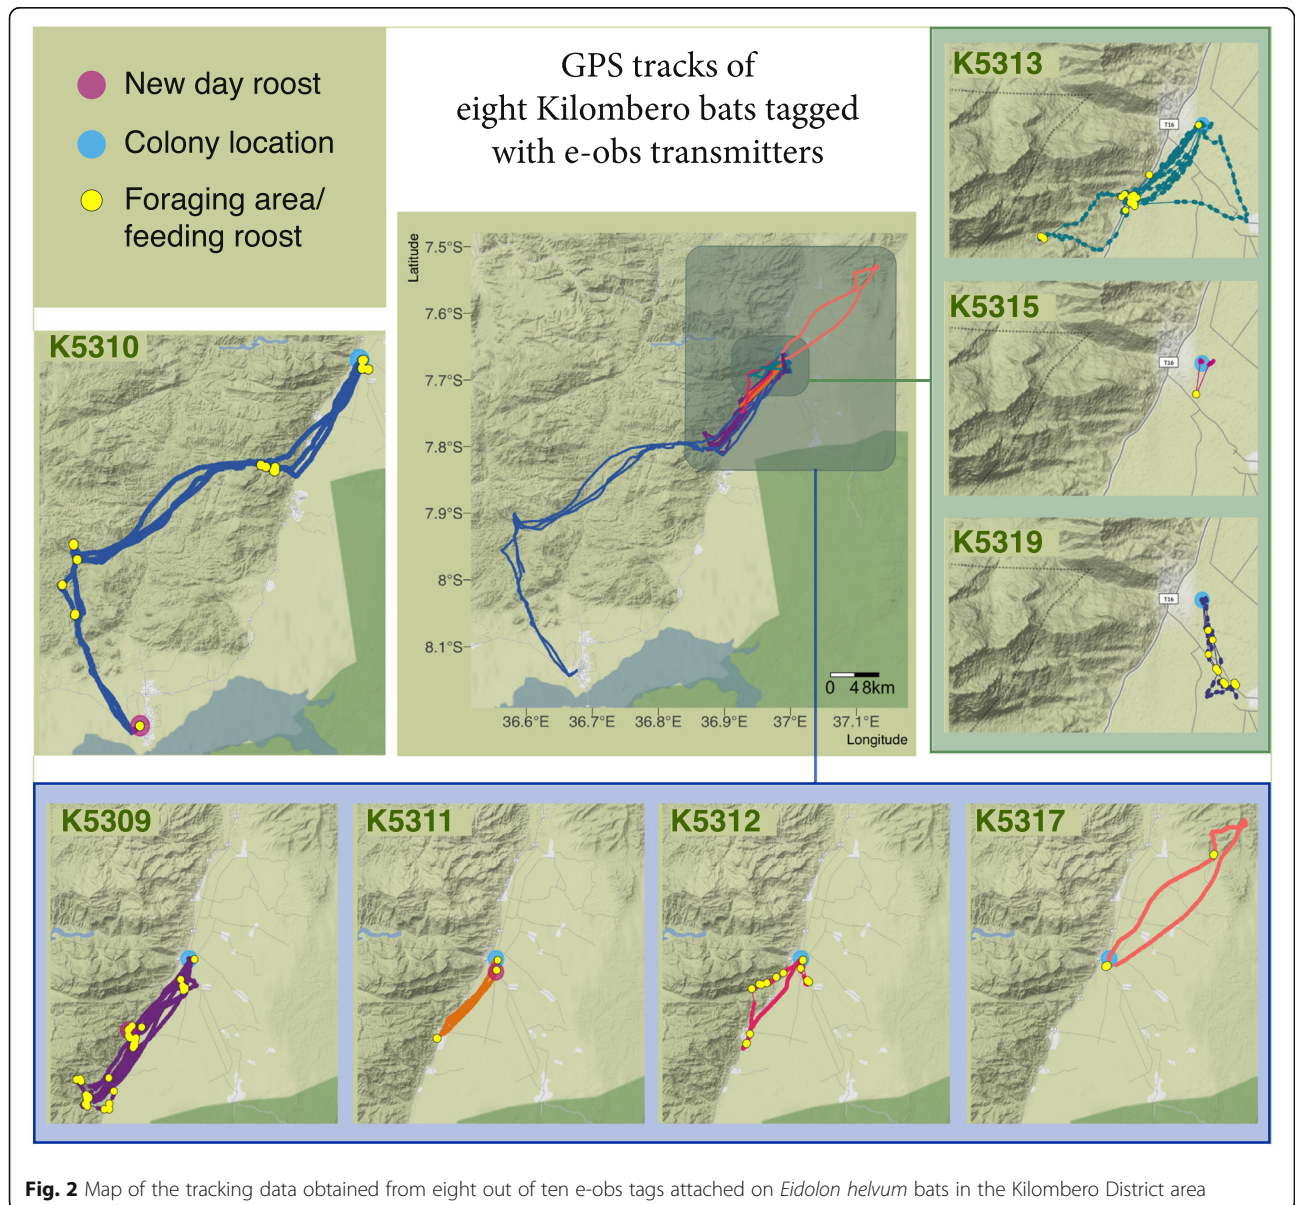 New day roost
Colony location
Foraging area/
feeding roost
GPS tracks of
eight Kilombero bats tagged
with e-obs transmitters
K5310
Latitude
7.5°S
7.6°S
7.7°S
7.8°S
7.9°S
8°S
8.1°S
0 4 8km
36.6°E 36.7°E 36.8°E 36.9°E 37°E 37.1°E
Longitude
K5313
T16
K5315
T16
K5319
T16
K5309
K5311
K5312
K5317
Fig. 2 Map of the tracking data obtained from eight out of ten e-obs tags attached on Eidolon helvum bats in the Kilombero District area